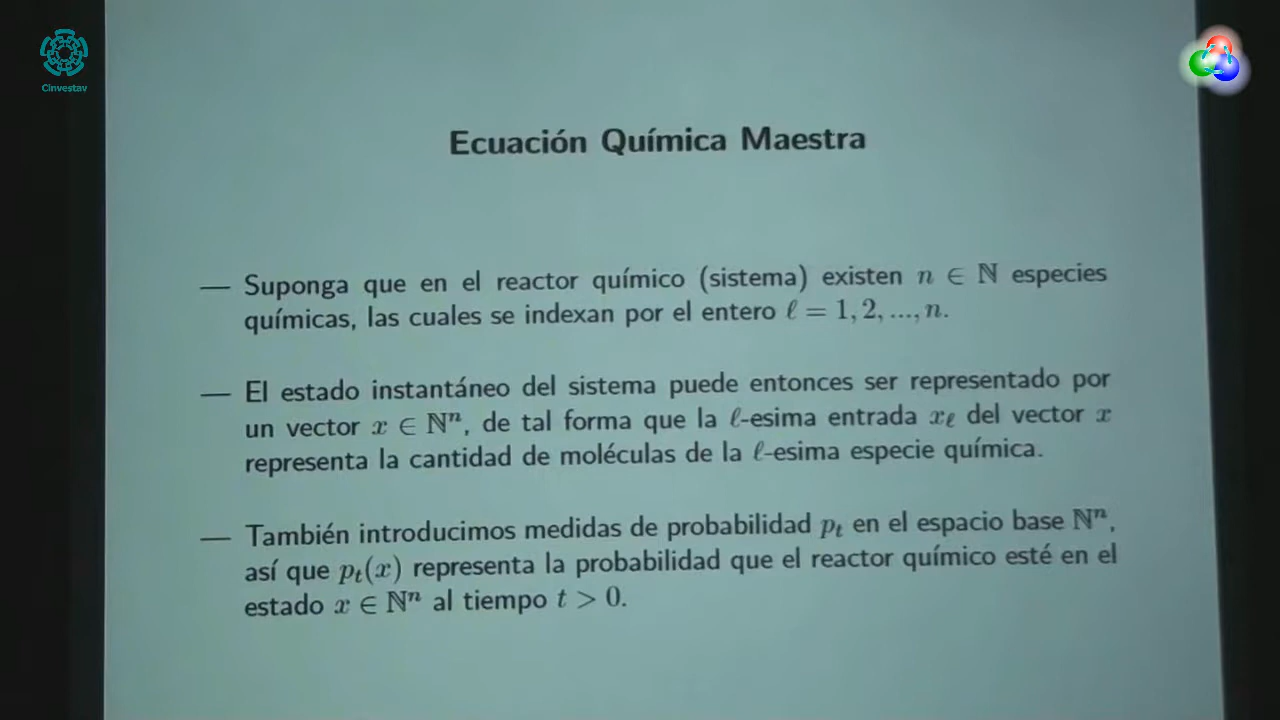 Cinvestav
Ecuación Química Maestra
— Suponga que en el reactor químico (sistema) existen n ∈ ℕ especies
químicas, las cuales se indexan por el entero ℓ = 1, 2, ..., n.
— El estado instantáneo del sistema puede entonces ser representado por
un vector x ∈ ℕⁿ, de tal forma que la ℓ-esima entrada x_ℓ del vector x
representa la cantidad de moléculas de la ℓ-esima especie química.
— También introducimos medidas de probabilidad p_t en el espacio base ℕⁿ,
así que p_t(x) representa la probabilidad que el reactor químico esté en el
estado x ∈ ℕⁿ al tiempo t > 0.